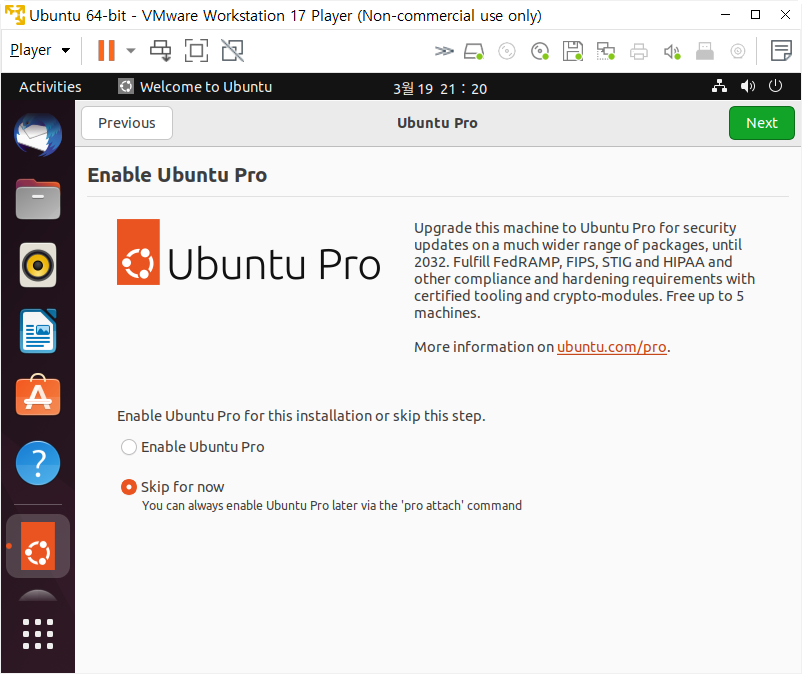 Ubuntu 64-bit - VMware Workstation 17 Player (Non-commercial use only)
Player
Activities
Welcome to Ubuntu
3월 19 21 : 20
Previous
Ubuntu Pro
Next
Enable Ubuntu Pro
Ubuntu Pro
Upgrade this machine to Ubuntu Pro for security
updates on a much wider range of packages, until
2032. Fulfill FedRAMP, FIPS, STIG and HIPAA and
other compliance and hardening requirements with
certified tooling and crypto-modules. Free up to 5
machines.
More information on ubuntu.com/pro.
Enable Ubuntu Pro for this installation or skip this step.
Enable Ubuntu Pro
Skip for now
You can always enable Ubuntu Pro later via the 'pro attach' command